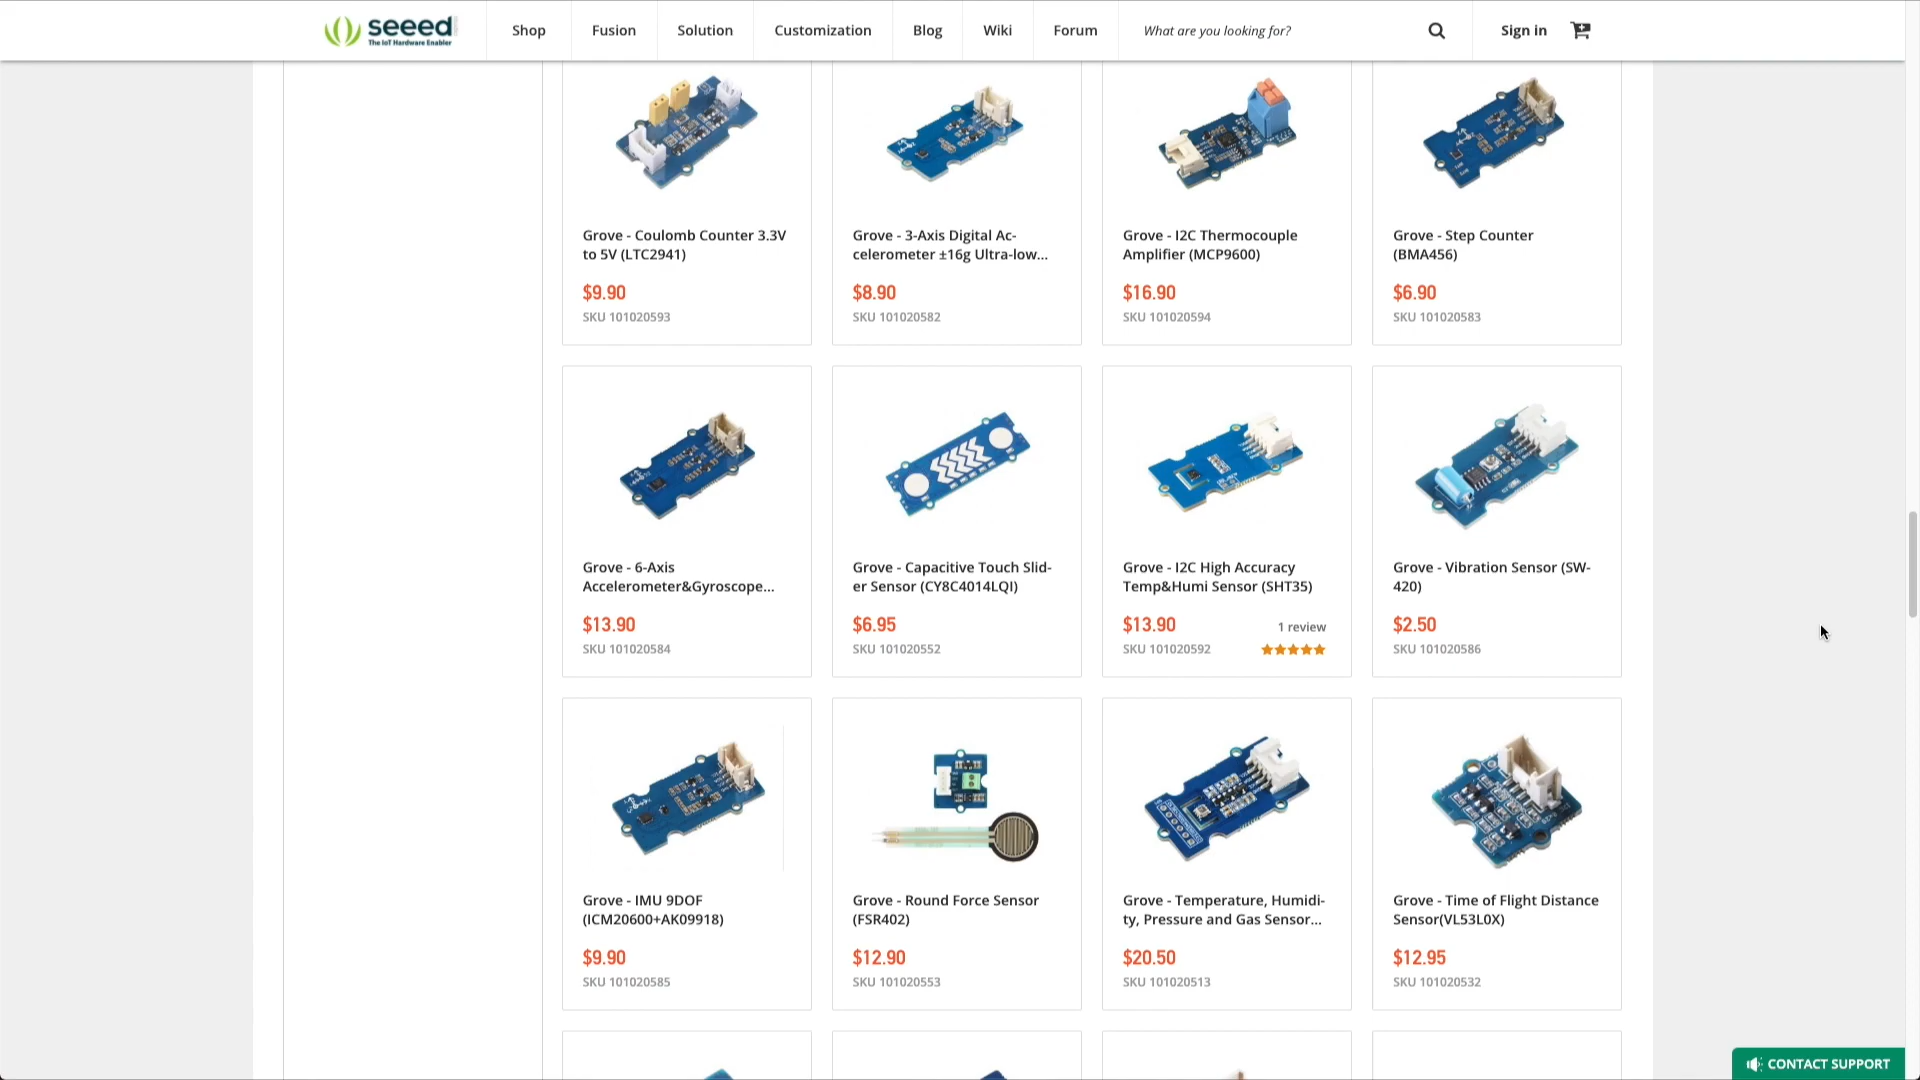 seeed
The IoT Hardware Enabler
Shop
Fusion
Solution
Customization
Blog
Wiki
Forum
What are you looking for?
Sign in
Grove - Coulomb Counter 3.3V
to 5V (LTC2941)
$9.90
SKU 101020593
Grove - 3-Axis Digital Ac-
celerometer ±16g Ultra-low...
$8.90
SKU 101020582
Grove - I2C Thermocouple
Amplifier (MCP9600)
$16.90
SKU 101020594
Grove - Step Counter
(BMA456)
$6.90
SKU 101020583
Grove - 6-Axis
Accelerometer&Gyroscope...
$13.90
SKU 101020584
Grove - Capacitive Touch Slid-
er Sensor (CY8C4014LQI)
$6.95
SKU 101020552
Grove - I2C High Accuracy
Temp&Humi Sensor (SHT35)
$13.90
1 review
SKU 101020592
Grove - Vibration Sensor (SW-
420)
$2.50
SKU 101020586
Grove - IMU 9DOF
(ICM20600+AK09918)
$9.90
SKU 101020585
Grove - Round Force Sensor
(FSR402)
$12.90
SKU 101020553
Grove - Temperature, Humidi-
ty, Pressure and Gas Sensor...
$20.50
SKU 101020513
Grove - Time of Flight Distance
Sensor(VL53L0X)
$12.95
SKU 101020532
CONTACT SUPPORT